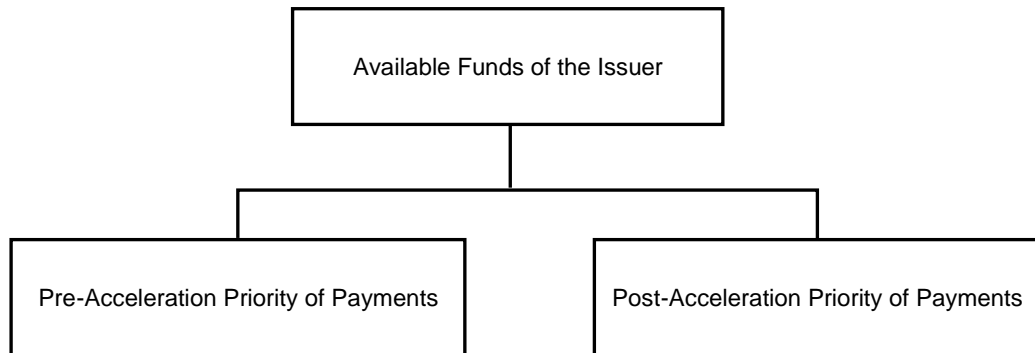 Available Funds of the Issuer
Pre-Acceleration Priority of Payments
Post-Acceleration Priority of Payments